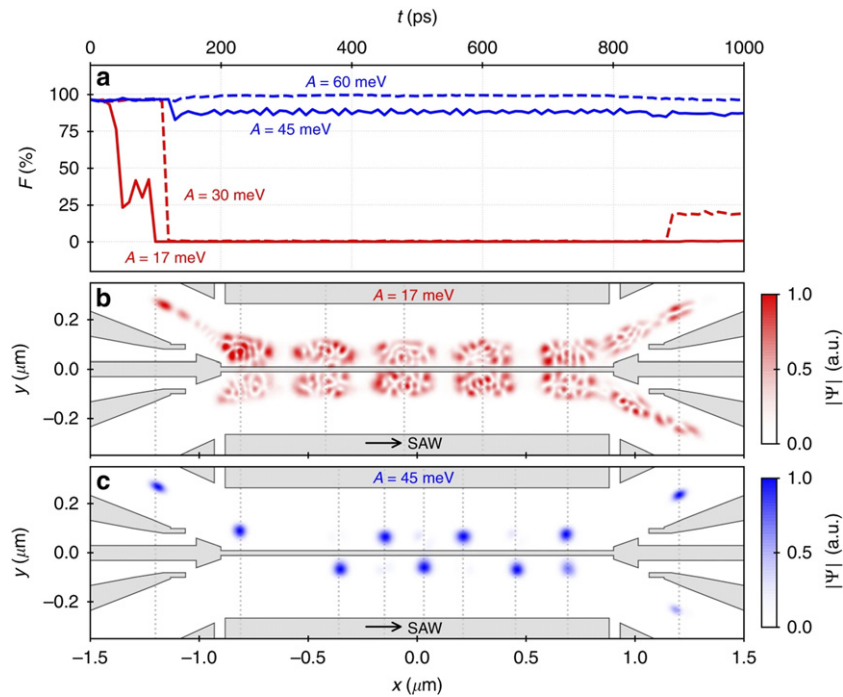 t (ps)
0 200 400 600 800 1000
a
A = 60 meV
A = 45 meV
A = 30 meV
A = 17 meV
F (%)
100
75
50
25
0
b
A = 17 meV
SAW
y (μm)
0.2
0.0
−0.2
1.0
0.5
0.0
|Ψ| (a.u.)
c
A = 45 meV
SAW
y (μm)
0.2
0.0
−0.2
1.0
0.5
0.0
|Ψ| (a.u.)
−1.5 −1.0 −0.5 0.0 0.5 1.0 1.5
x (μm)